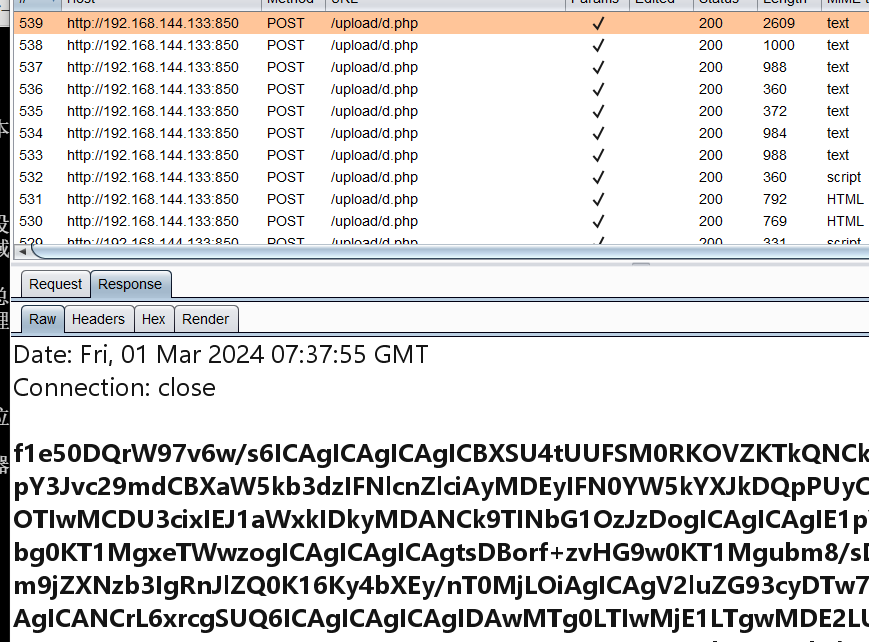 # Host Method URL Params Edited Status Length MIME t
539 http://192.168.144.133:850 POST /upload/d.php ✓ 200 2609 text
538 http://192.168.144.133:850 POST /upload/d.php ✓ 200 1000 text
537 http://192.168.144.133:850 POST /upload/d.php ✓ 200 988 text
536 http://192.168.144.133:850 POST /upload/d.php ✓ 200 360 text
535 http://192.168.144.133:850 POST /upload/d.php ✓ 200 372 text
534 http://192.168.144.133:850 POST /upload/d.php ✓ 200 984 text
533 http://192.168.144.133:850 POST /upload/d.php ✓ 200 988 text
532 http://192.168.144.133:850 POST /upload/d.php ✓ 200 360 script
531 http://192.168.144.133:850 POST /upload/d.php ✓ 200 792 HTML
530 http://192.168.144.133:850 POST /upload/d.php ✓ 200 769 HTML
529 http://192.168.144.133:850 POST /upload/d.php ✓ 200 331 script
Request Response
Raw Headers Hex Render
Date: Fri, 01 Mar 2024 07:37:55 GMT
Connection: close
f1e50DQrW97v6w/s6ICAgICAgICAgICBXSU4tUUFSM0RKOVZKTkQNCk
pY3Jvc29mdCBXaW5kb3dzIFNlcnZlciAyMDEyIFN0YW5kYXJkDQpPUyC
OTIwMCDU3cixIEJ1aWxkIDkyMDANCk9TINbG1OzJzDogICAgICAgIE1p
bg0KT1MgxeTWwzogICAgICAgICAgtsDBorf+zvHG9w0KT1Mgubm8/s
m9jZXNzb3IgRnJlZQ0K16Ky4bXEy/nT0MjLOiAgICAgV2luZG93cyDTw7
AgICANCrL6xrcgSUQ6ICAgICAgICAgIDAwMTg0LTIwMjE1LTgwMDE2LU